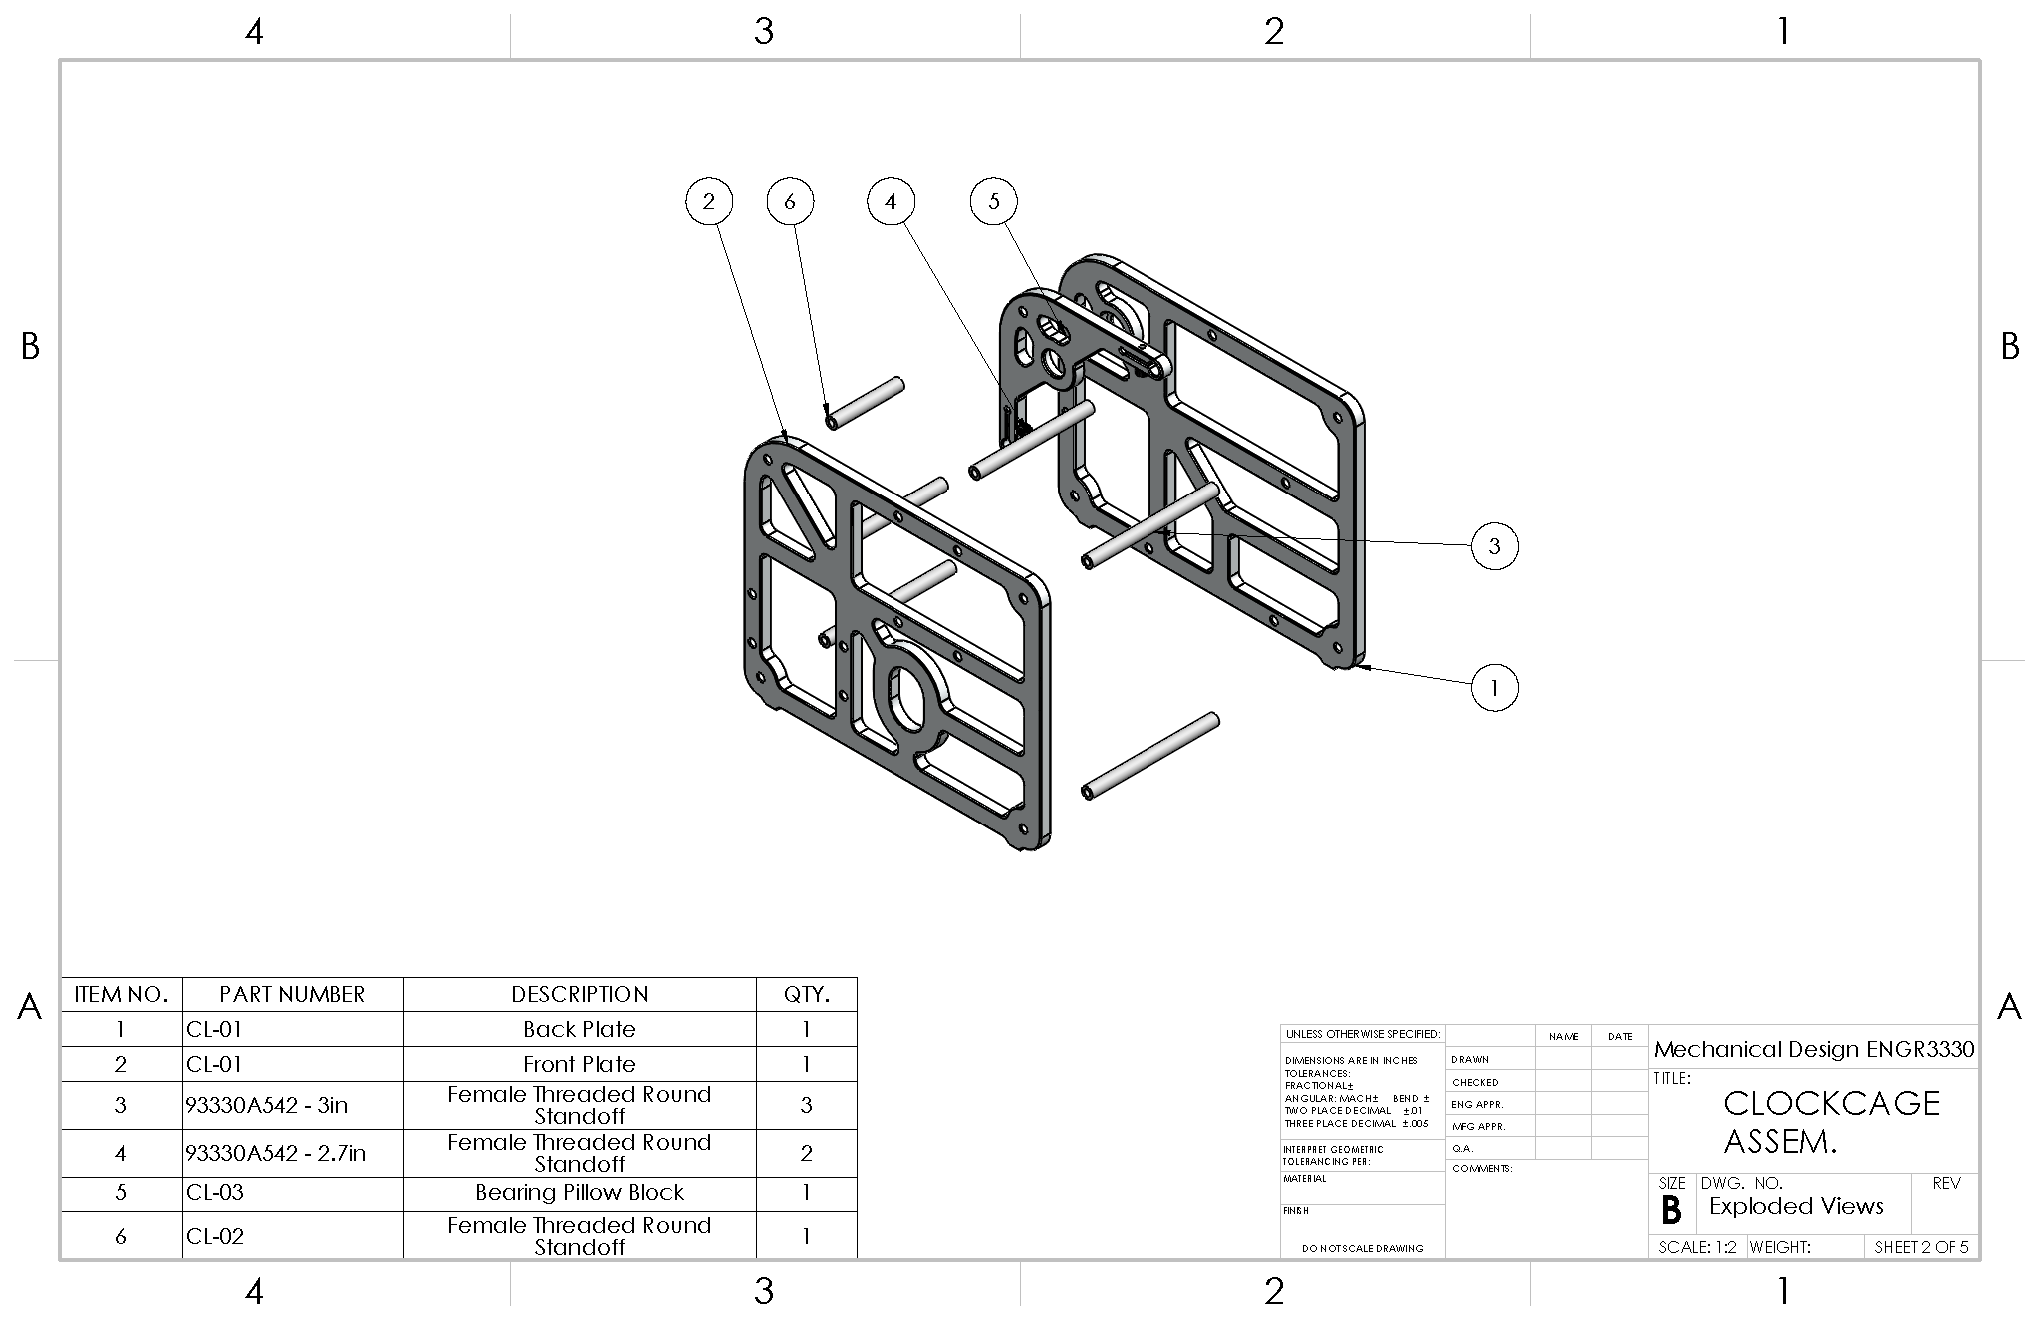 4 3 2 1
B B
2 6 4 5
3
1
A A
ITEM NO. PART NUMBER DESCRIPTION QTY.
1 CL-01 Back Plate 1
2 CL-01 Front Plate 1
3 93330A542 - 3in Female Threaded Round
Standoff 3
4 93330A542 - 2.7in Female Threaded Round
Standoff 2
5 CL-03 Bearing Pillow Block 1
6 CL-02 Female Threaded Round
Standoff 1
UNLESS OTHERWISE SPECIFIED:
DIMENSIONS ARE IN INCHES
TOLERANCES:
FRACTIONAL±
ANGULAR: MACH± BEND ±
TWO PLACE DECIMAL ±.01
THREE PLACE DECIMAL ±.005
INTERPRET GEOMETRIC
TOLERANCING PER:
MATERIAL
FINISH
DO NOT SCALE DRAWING
NAME DATE
DRAWN
CHECKED
ENG APPR.
MFG APPR.
Q.A.
COMMENTS:
Mechanical Design ENGR3330
TITLE:
CLOCKCAGE
ASSEM.
SIZE DWG. NO. REV
B Exploded Views
SCALE: 1:2 WEIGHT: SHEET 2 OF 5
4 3 2 1